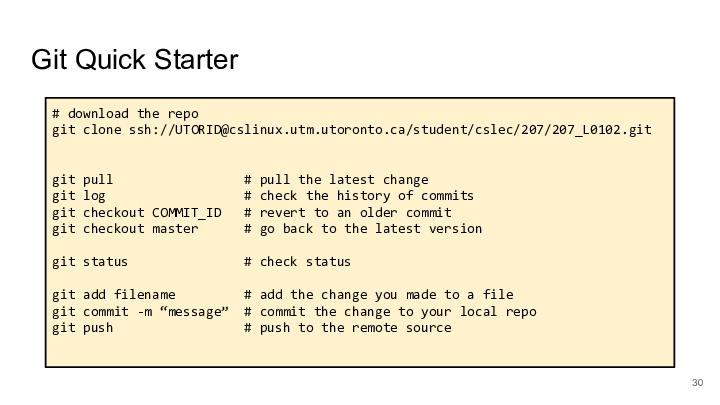 Git Quick Starter
# download the repo
git clone ssh://UTORID@cslinux.utm.utoronto.ca/student/cslec/207/207_L0102.git
git pull # pull the latest change
git log # check the history of commits
git checkout COMMIT_ID # revert to an older commit
git checkout master # go back to the latest version
git status # check status
git add filename # add the change you made to a file
git commit -m “message” # commit the change to your local repo
git push # push to the remote source
30